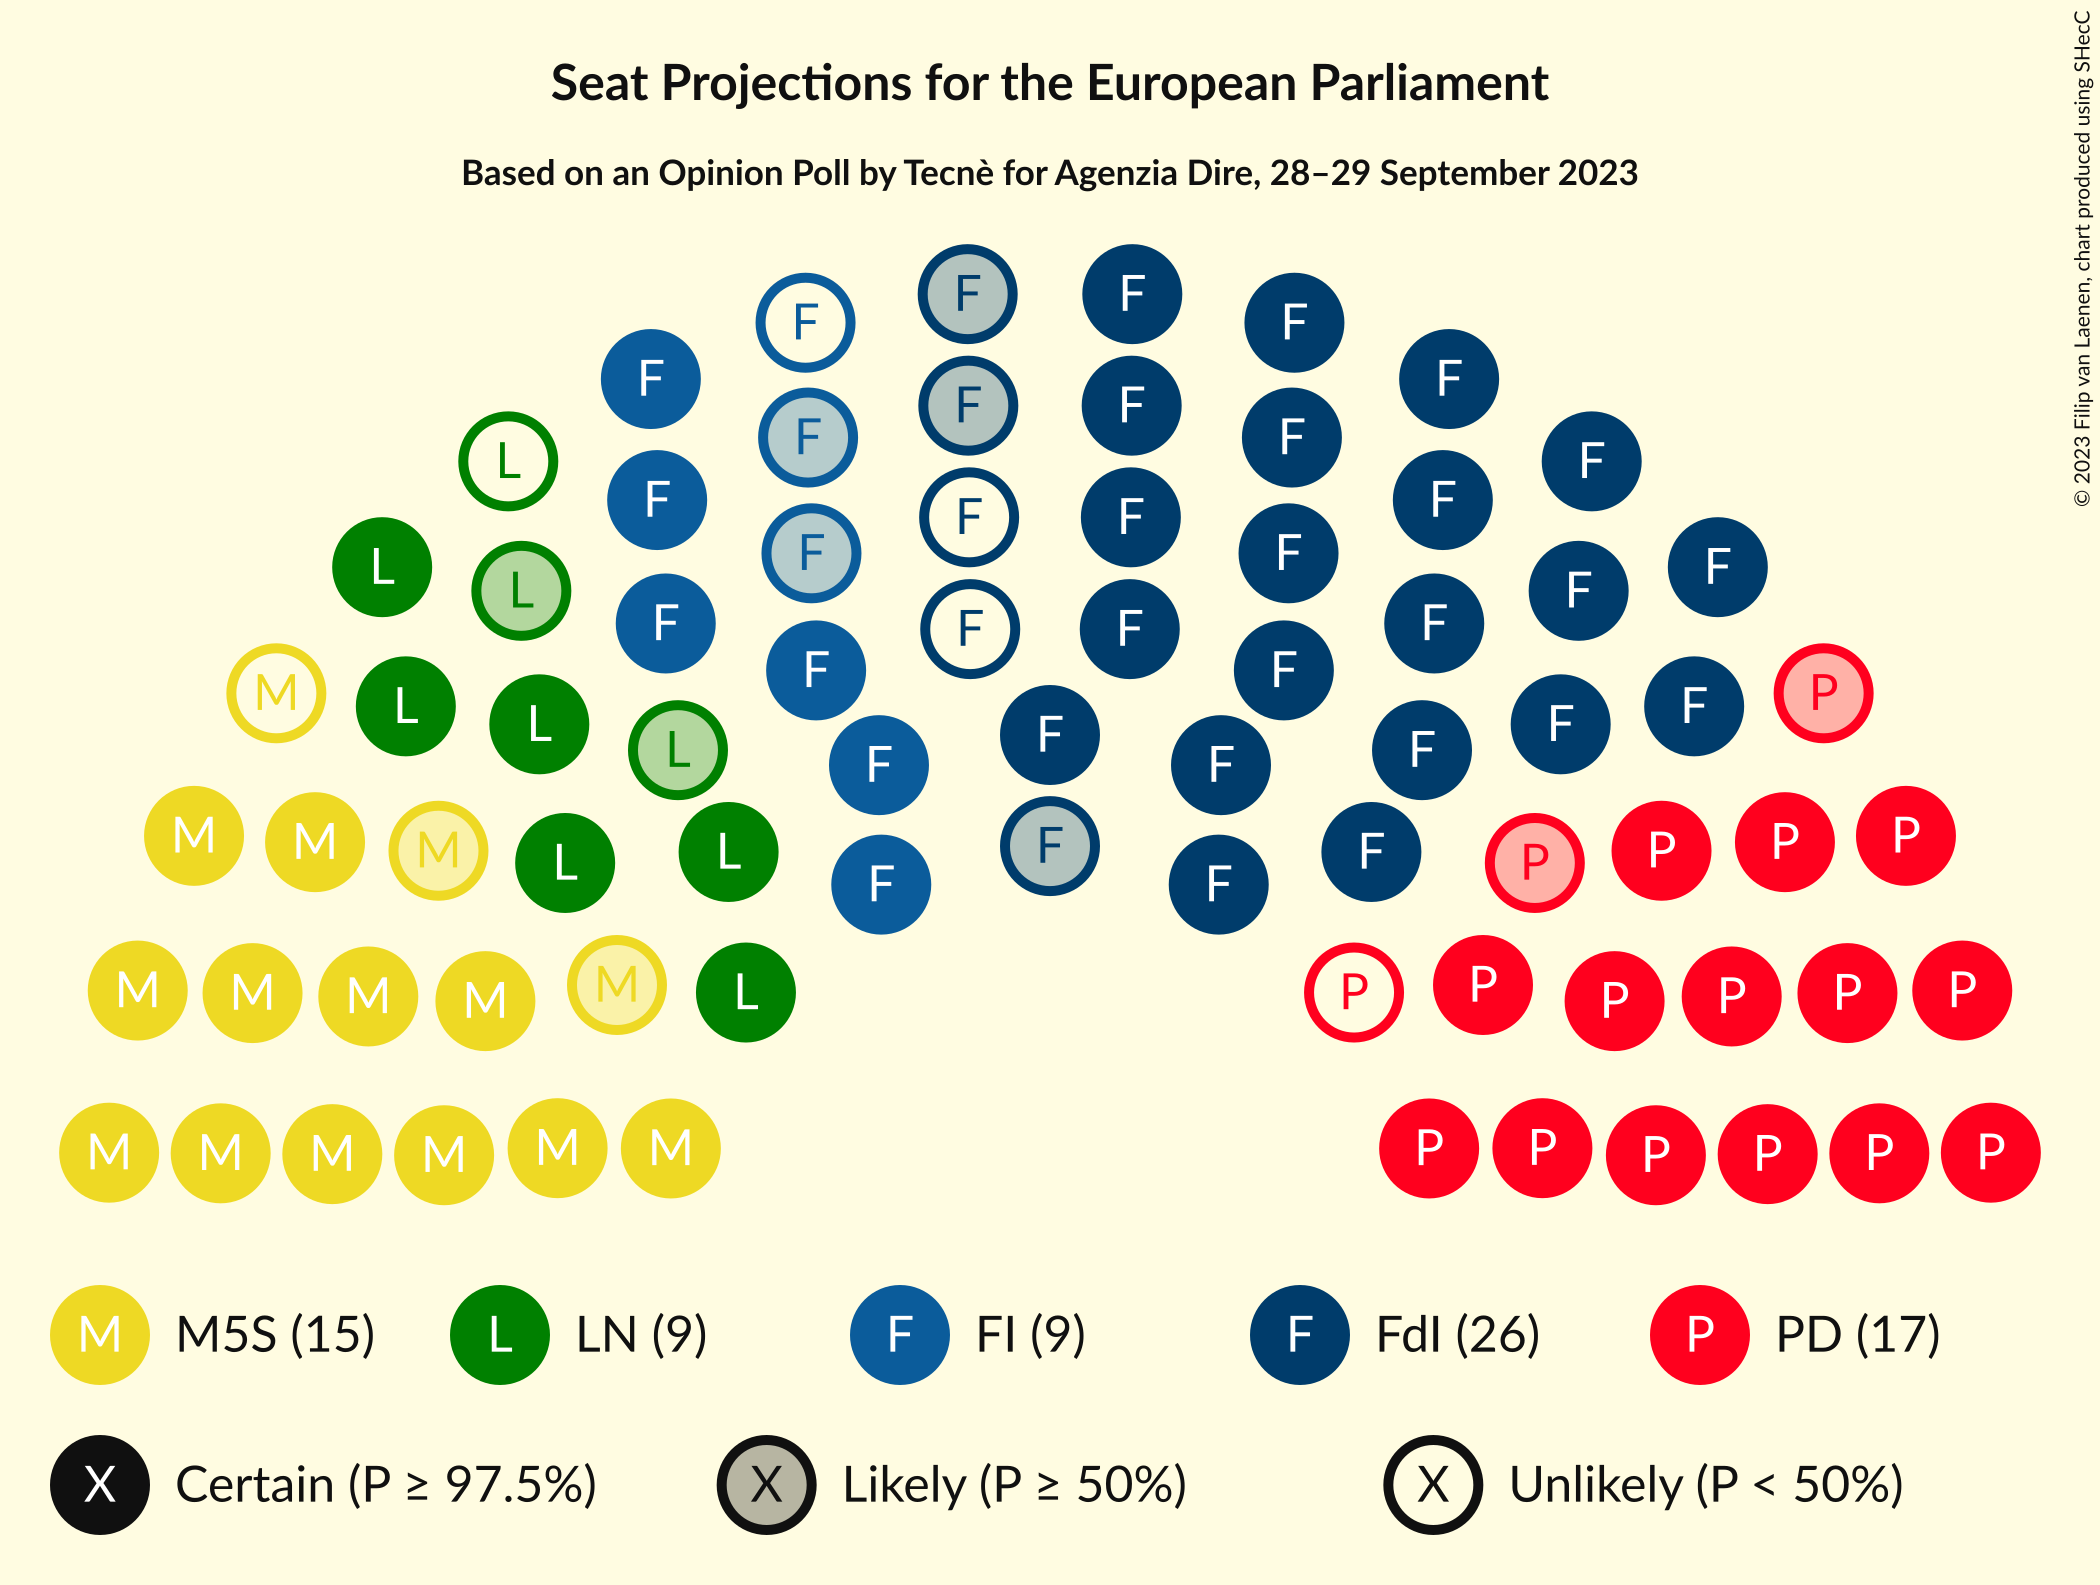 Seat Projections for the European Parliament
Based on an Opinion Poll by Tecnè for Agenzia Dire, 28–29 September 2023
© 2023 Filip van Laenen, chart produced using SHecC
F F
F F
F F
F F
F F
L F F F F F
F F
L L F F F F L F F
M L L L F F F F F F F F P
M M M L L F F F F P P P P
M M M M M L P P P P P P
M M M M M M P P P P P P
M M5S (15) L LN (9) F FI (9) F FdI (26) P PD (17)
X Certain (P ≥ 97.5%) X Likely (P ≥ 50%) X Unlikely (P < 50%)